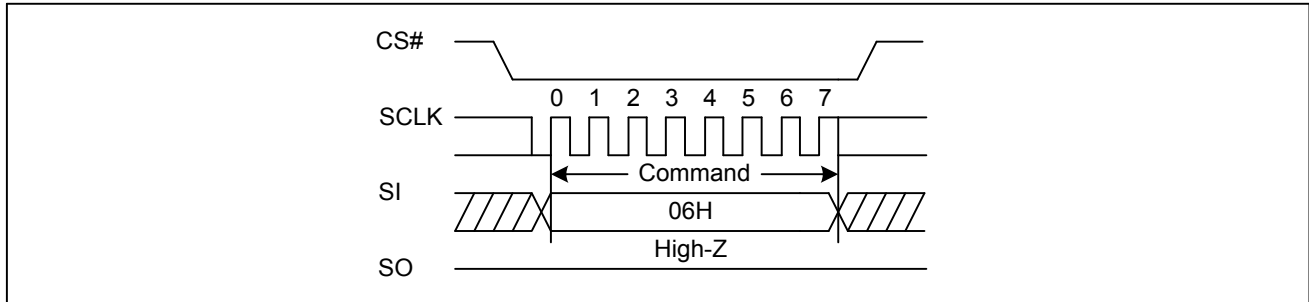 CS#
0 1 2 3 4 5 6 7
SCLK
Command
SI
06H
High-Z
SO